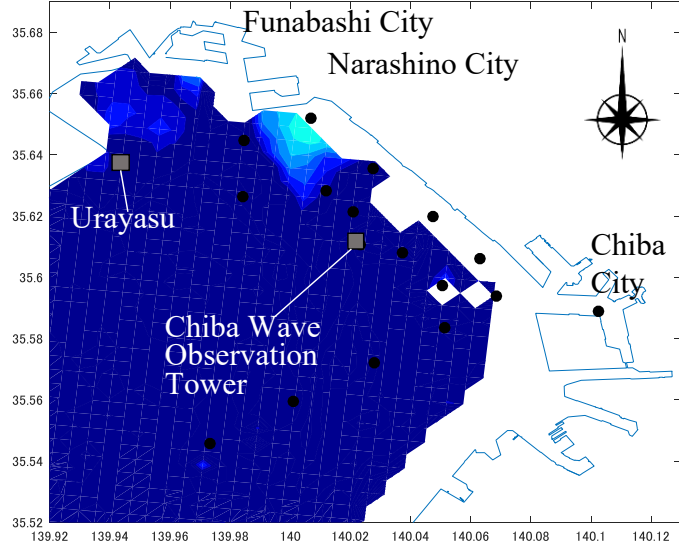 Funabashi City
Narashino City
N
Urayasu
Chiba
City
Chiba Wave
Observation
Tower
35.68
35.66
35.64
35.62
35.6
35.58
35.56
35.54
35.52
139.92
139.94
139.96
139.98
140
140.02
140.04
140.06
140.08
140.1
140.12